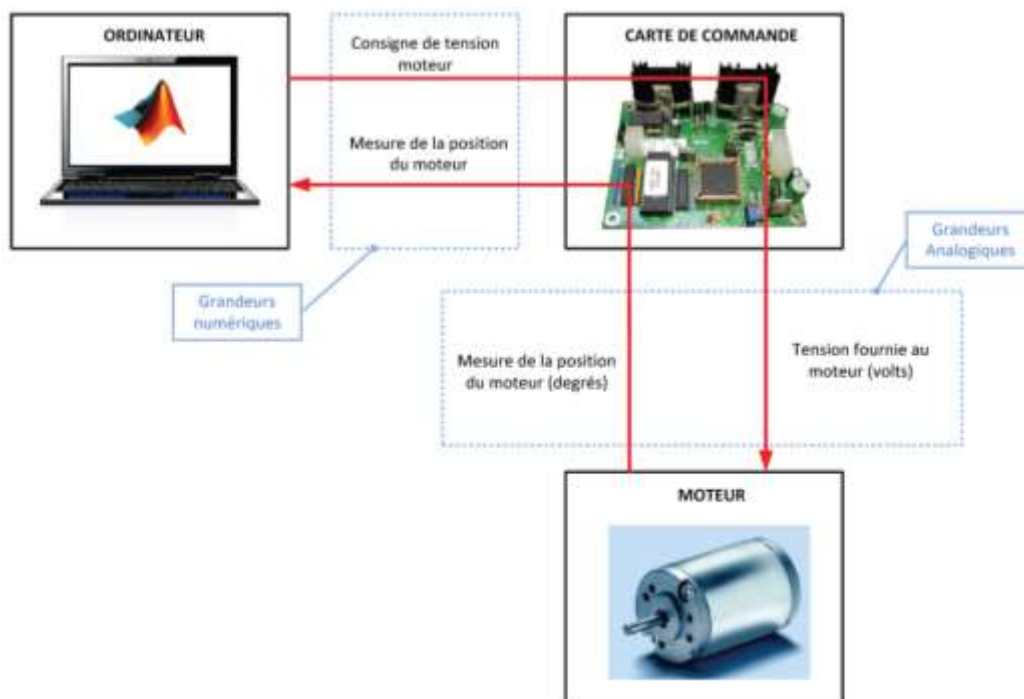 ORDINATEUR
Consigne de tension
moteur
CARTE DE COMMANDE
Mesure de la position
du moteur
Grandeurs
Analogiques
Grandeurs
numériques
Mesure de la position
du moteur (degrés)
Tension fournie au
moteur (volts)
MOTEUR